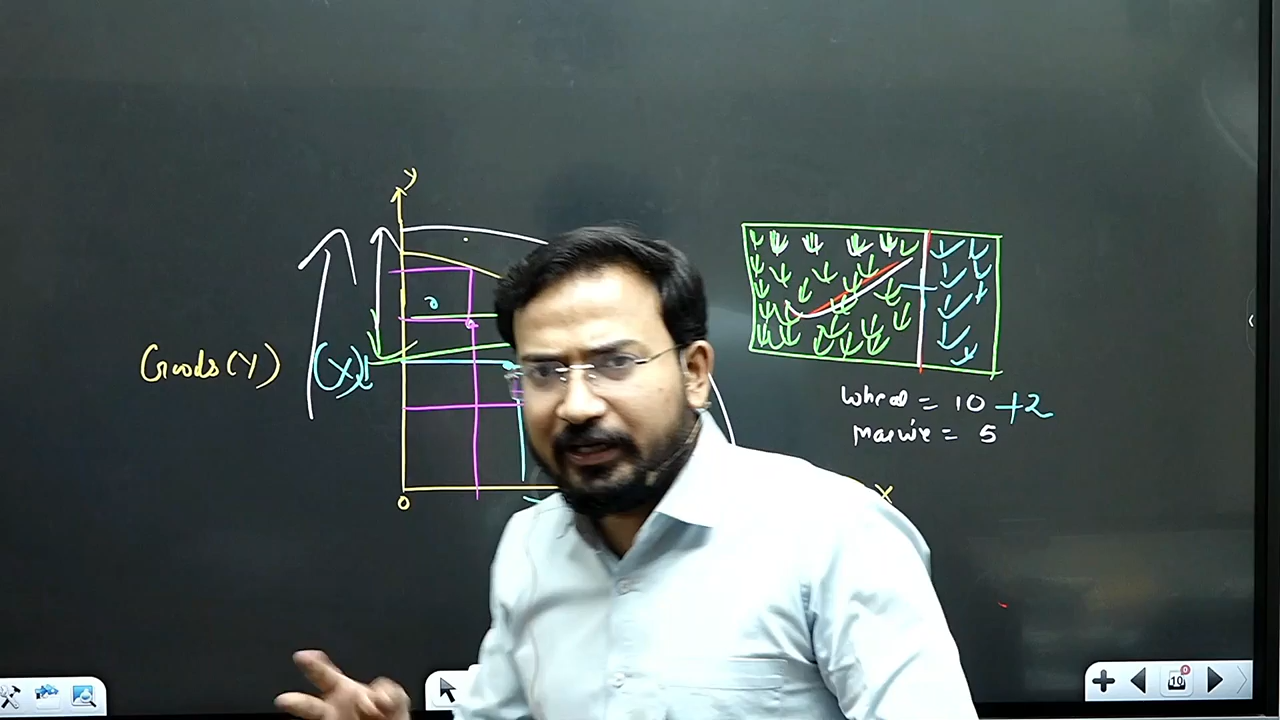 y
Goods (Y)
(X)
0
X
Wheat = 10 +2
Maize = 5
10